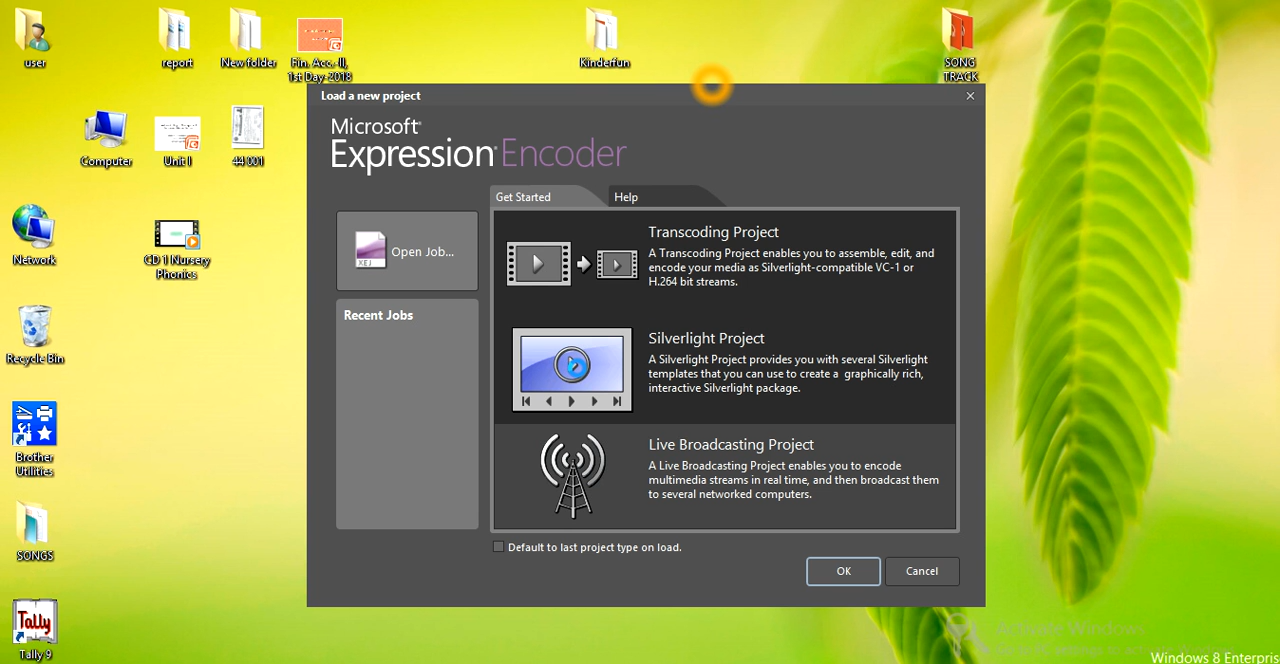 user
report
New folder
Fin. Acc.-II,
1st Day-2018
Kinderfun
SONG
TRACK
Computer
Unit I
44 001
Network
CD 1 Nursery
Phonics
Recycle Bin
Brother
Utilities
SONGS
Tally
Tally 9
Load a new project
Microsoft
Expression Encoder
Get Started
Help
XEJ
Open Job...
Recent Jobs
Transcoding Project
A Transcoding Project enables you to assemble, edit, and
encode your media as Silverlight-compatible VC-1 or
H.264 bit streams.
Silverlight Project
A Silverlight Project provides you with several Silverlight
templates that you can use to create a graphically rich,
interactive Silverlight package.
Live Broadcasting Project
A Live Broadcasting Project enables you to encode
multimedia streams in real time, and then broadcast them
to several networked computers.
Default to last project type on load.
OK
Cancel
Activate Windows
Go to PC settings to act
Windows 8 Enterpris